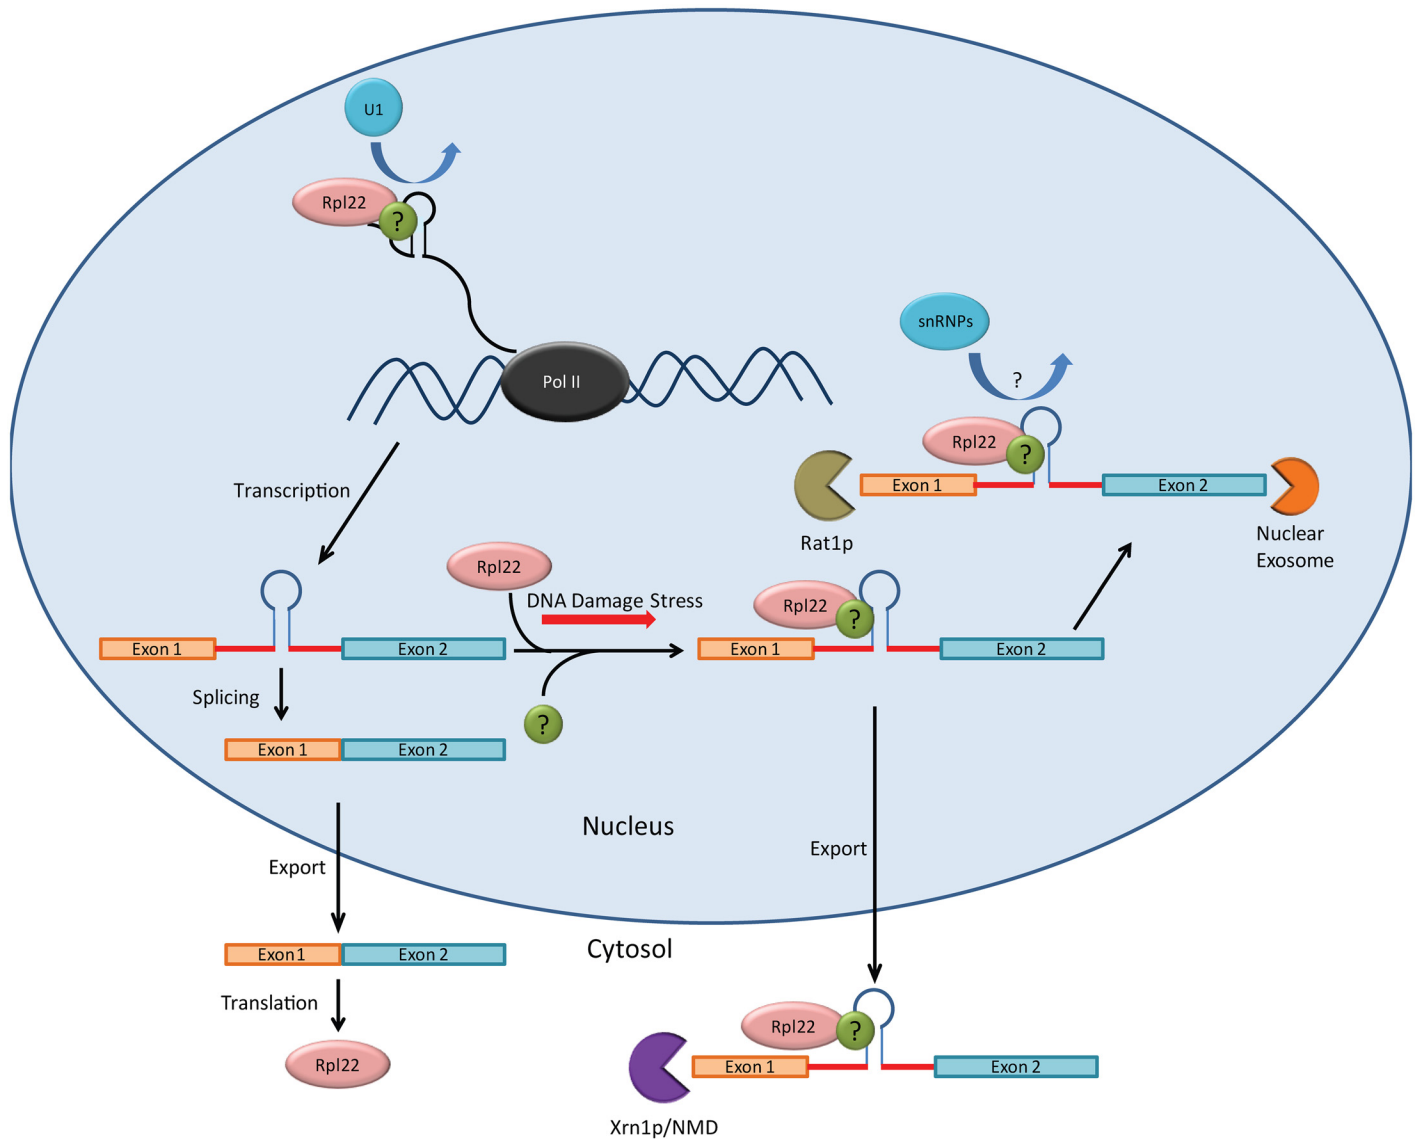 U1
Rpl22
?
Pol II
snRNPs
?
Rpl22
?
Exon 1
Exon 2
Rat1p
Nuclear
Exosome
Transcription
Rpl22
DNA Damage Stress
Rpl22
?
Exon 1
Exon 2
Exon 1
Exon 2
Splicing
?
Exon 1
Exon 2
Nucleus
Export
Export
Cytosol
Exon1
Exon 2
Translation
Rpl22
Rpl22
?
Exon 1
Exon 2
Xrn1p/NMD